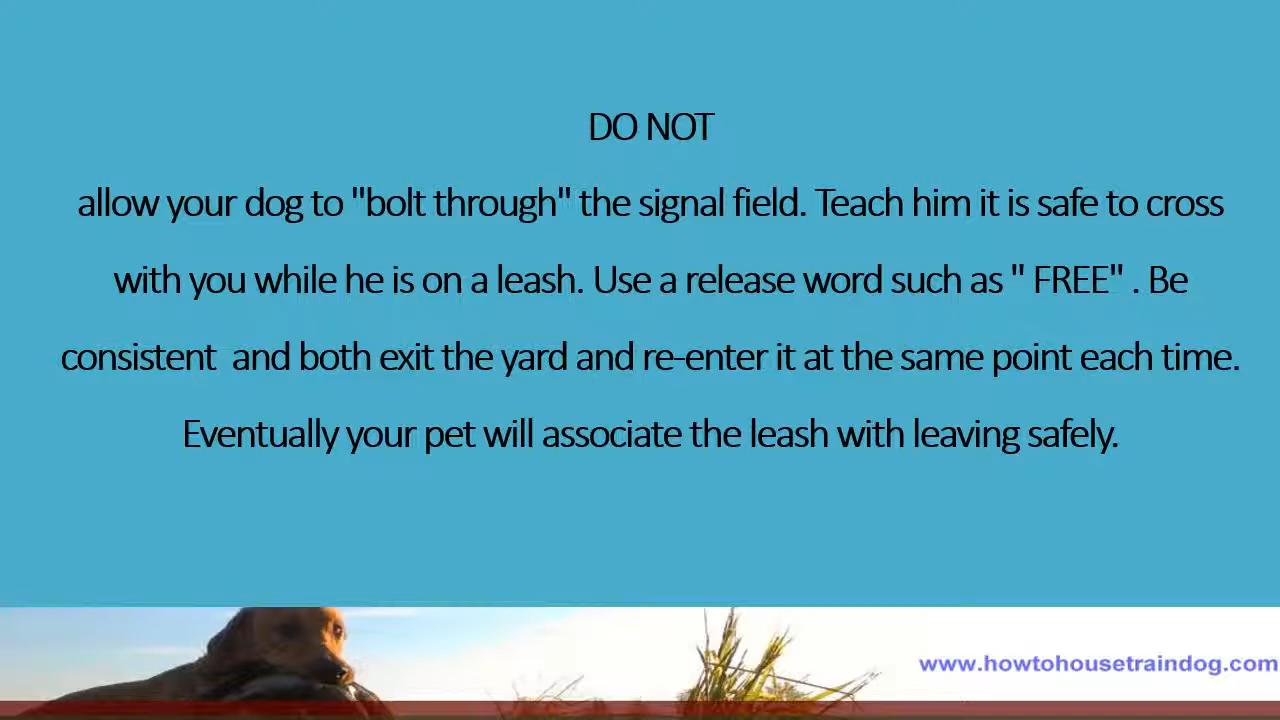 DO NOT
allow your dog to "bolt through" the signal field. Teach him it is safe to cross
with you while he is on a leash. Use a release word such as " FREE" . Be
consistent  and both exit the yard and re-enter it at the same point each time.
Eventually your pet will associate the leash with leaving safely.
www.howtohousetraindog.com